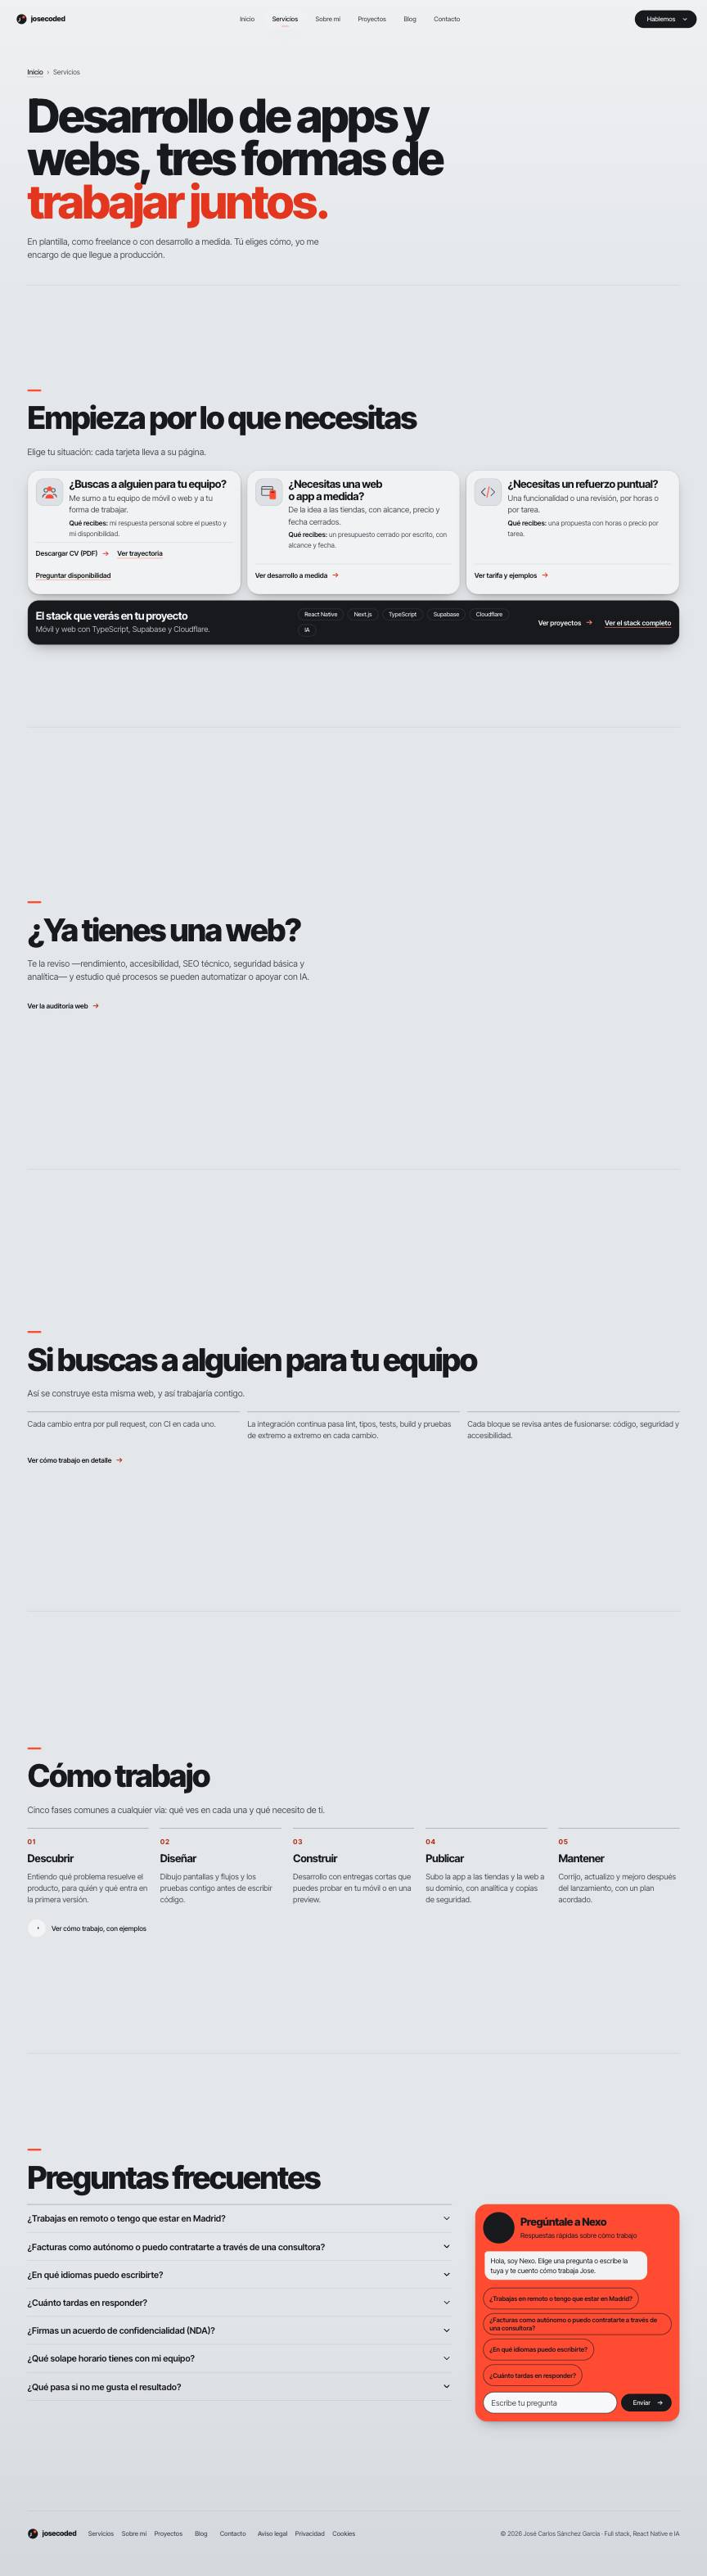 josecoded
Inicio
Servicios
Sobre mí
Proyectos
Blog
Contacto
Hablemos
Inicio › Servicios
Desarrollo de apps y
webs, tres formas de
trabajar juntos.
En plantilla, como freelance o con desarrollo a medida. Tú eliges cómo, yo me
encargo de que llegue a producción.
Empieza por lo que necesitas
Elige tu situación: cada tarjeta lleva a su página.
¿Buscas a alguien para tu equipo?
Me sumo a tu equipo de móvil o web y a tu
forma de trabajar.
Qué recibes: mi respuesta personal sobre el puesto y
mi disponibilidad.
Descargar CV (PDF) →
Ver trayectoria
Preguntar disponibilidad
¿Necesitas una web
o app a medida?
De la idea a las tiendas, con alcance, precio y
fecha cerrados.
Qué recibes: un presupuesto cerrado por escrito, con
alcance y fecha.
Ver desarrollo a medida →
¿Necesitas un refuerzo puntual?
Una funcionalidad o una revisión, por horas o
por tarea.
Qué recibes: una propuesta con horas o precio por
tarea.
Ver tarifa y ejemplos →
El stack que verás en tu proyecto
Móvil y web con TypeScript, Supabase y Cloudflare.
React Native
Next.js
TypeScript
Supabase
Cloudflare
IA
Ver proyectos →
Ver el stack completo
¿Ya tienes una web?
Te la reviso —rendimiento, accesibilidad, SEO técnico, seguridad básica y
analítica— y estudio qué procesos se pueden automatizar o apoyar con IA.
Ver la auditoría web →
Si buscas a alguien para tu equipo
Así se construye esta misma web, y así trabajaría contigo.
Cada cambio entra por pull request, con CI en cada uno.
La integración continua pasa lint, tipos, tests, build y pruebas
de extremo a extremo en cada cambio.
Cada bloque se revisa antes de fusionarse: código, seguridad y
accesibilidad.
Ver cómo trabajo en detalle →
Cómo trabajo
Cinco fases comunes a cualquier vía: qué ves en cada una y qué necesito de ti.
01
Descubrir
Entiendo qué problema resuelve el
producto, para quién y qué entra en
la primera versión.
02
Diseñar
Dibujo pantallas y flujos y los
pruebas contigo antes de escribir
código.
03
Construir
Desarrollo con entregas cortas que
puedes probar en tu móvil o en una
preview.
04
Publicar
Subo la app a las tiendas y la web a
su dominio, con analítica y copias
de seguridad.
05
Mantener
Corrijo, actualizo y mejoro después
del lanzamiento, con un plan
acordado.
Ver cómo trabajo, con ejemplos
Preguntas frecuentes
¿Trabajas en remoto o tengo que estar en Madrid?
¿Facturas como autónomo o puedo contratarte a través de una consultora?
¿En qué idiomas puedo escribirte?
¿Cuánto tardas en responder?
¿Firmas un acuerdo de confidencialidad (NDA)?
¿Qué solape horario tienes con mi equipo?
¿Qué pasa si no me gusta el resultado?
Pregúntale a Nexo
Respuestas rápidas sobre cómo trabajo
Hola, soy Nexo. Elige una pregunta o escribe la
tuya y te cuento cómo trabaja Jose.
¿Trabajas en remoto o tengo que estar en Madrid?
¿Facturas como autónomo o puedo contratarte a través de
una consultora?
¿En qué idiomas puedo escribirte?
¿Cuánto tardas en responder?
Escribe tu pregunta
Enviar →
josecoded
Servicios
Sobre mí
Proyectos
Blog
Contacto
Aviso legal
Privacidad
Cookies
© 2026 José Carlos Sánchez García · Full stack, React Native e IA